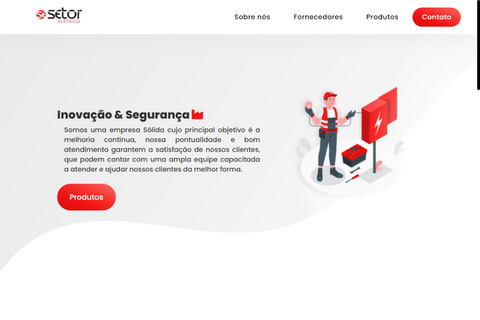 Setor
ELÉTRICO
Sobre nós
Fornecedores
Produtos
Contato
Inovação & Segurança
Somos uma empresa Sólida cujo principal objetivo é a
melhoria continua, nossa pontualidade e bom
atendimento garantem a satisfação de nossos clientes,
que podem contar com uma ampla equipe capacitada
a atender e ajudar nossos clientes da melhor forma.
Produtos